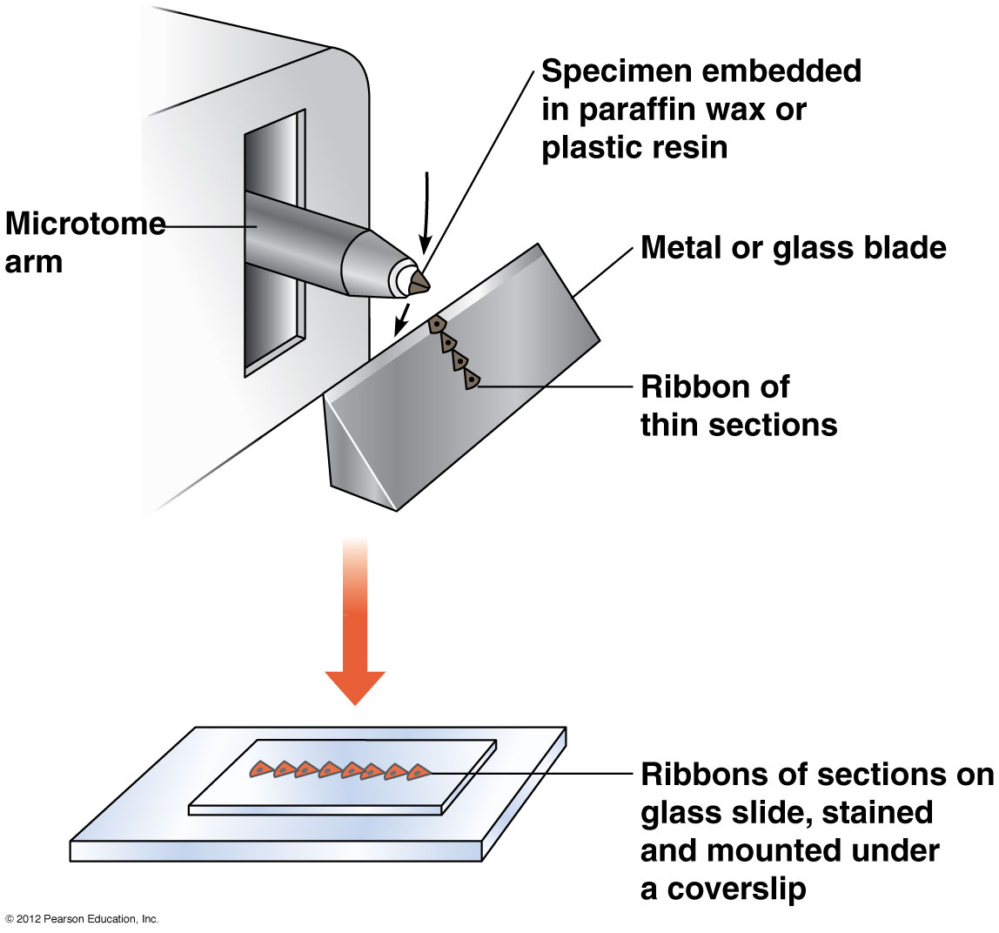 Specimen embedded
in paraffin wax or
plastic resin
Microtome
arm
Metal or glass blade
Ribbon of
thin sections
Ribbons of sections on
glass slide, stained
and mounted under
a coverslip
© 2012 Pearson Education, Inc.